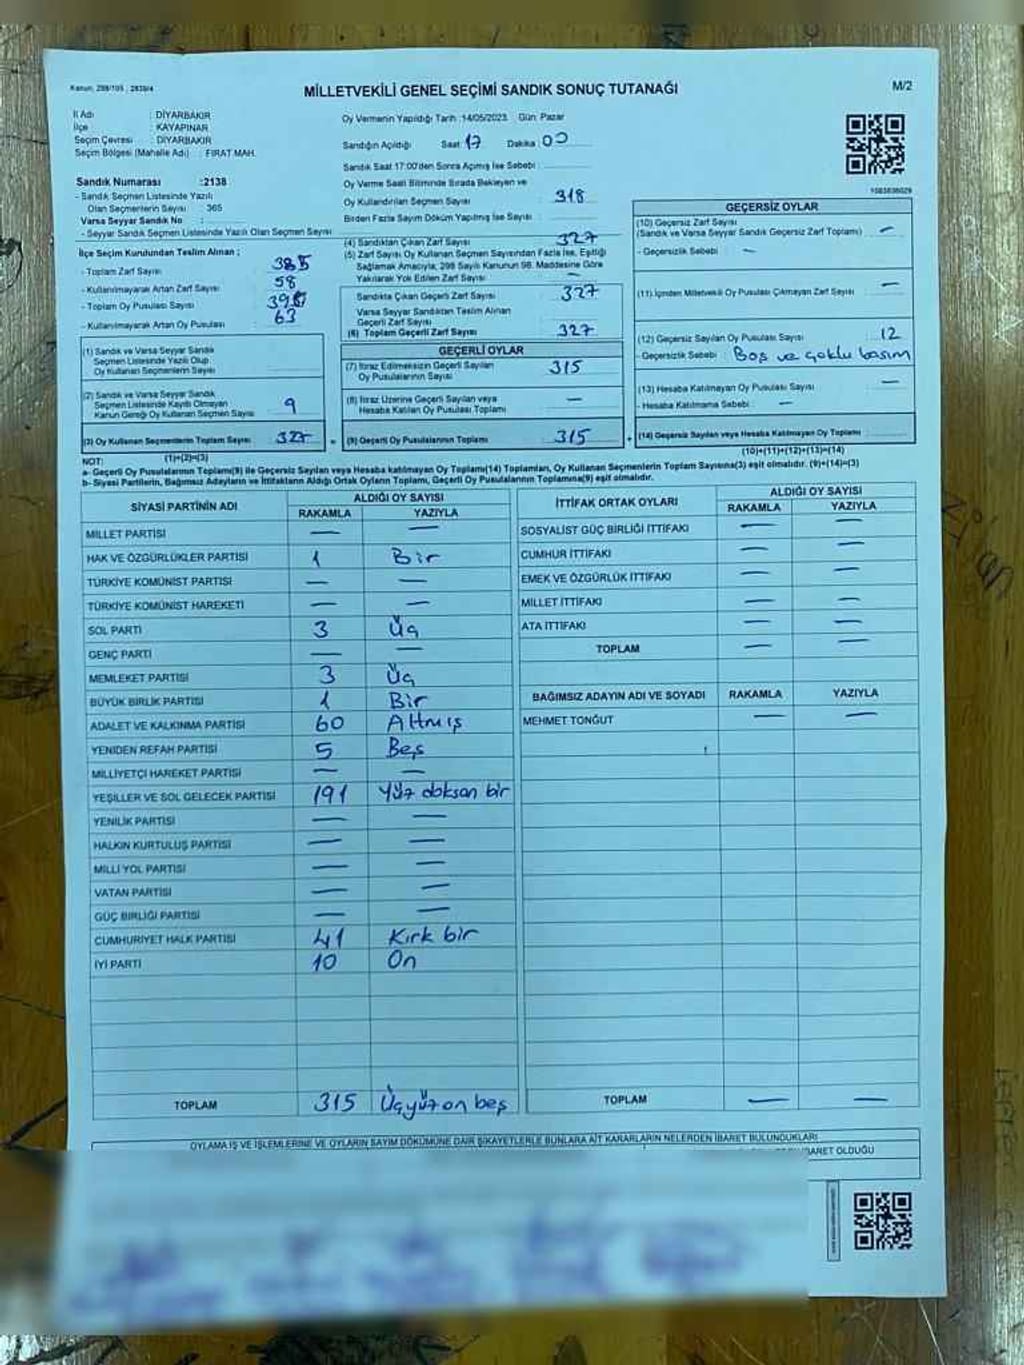 Kanun; 298/105 , 2839/4
MİLLETVEKİLİ GENEL SEÇİMİ SANDIK SONUÇ TUTANAĞI
M/2
İl Adı : DİYARBAKIR
İlçe : KAYAPINAR
Seçim Çevresi : DİYARBAKIR
Seçim Bölgesi (Mahalle Adı) : FIRAT MAH.
Sandık Numarası :2138
- Sandık Seçmen Listesinde Yazılı
Olan Seçmenlerin Sayısı : 365
Varsa Seyyar Sandık No :
- Seyyar Sandık Seçmen Listesinde Yazılı Olan Seçmen Sayısı :
Oy Vermenin Yapıldığı Tarih :14/05/2023 Gün: Pazar
Sandığın Açıldığı Saat: 17 Dakika: 00
Sandık Saat 17:00'den Sonra Açımış İse Sebebi :
Oy Verme Saati Bitiminde Sırada Bekleyen ve
Oy Kullandırılan Seçmen Sayısı : 318
Birden Fazla Sayım Döküm Yapılmış İse Sayısı :
İlçe Seçim Kurulundan Teslim Alınan ;
- Toplam Zarf Sayısı : 385
- Kullanılmayarak Artan Zarf Sayısı : 58
- Toplam Oy Pusulası Sayısı :
- Kullanılmayarak Artan Oy Pusulası : 63
(1) Sandık ve Varsa Seyyar Sandık
Seçmen Listesinde Yazılı Olup
Oy Kullanan Seçmenlerin Sayısı :
(2) Sandık ve Varsa Seyyar Sandık
Seçmen Listesinde Kayıtlı Olmayan
Kanun Gereği Oy Kullanan Seçmen Sayısı : 9
(3) Oy Kullanan Seçmenlerin Toplam Sayısı : 327
(1)+(2)=(3)
(4) Sandıktan Çıkan Zarf Sayısı : 327
(5) Zarf Sayısı Oy Kullanan Seçmen Sayısından Fazla İse, Eşitliği
Sağlamak Amacıyla, 298 Sayılı Kanunun 98. Maddesine Göre
Yakılarak Yok Edilen Zarf Sayısı : —
Sandıkta Çıkan Geçerli Zarf Sayısı : 327
Varsa Seyyar Sandıktan Teslim Alınan
Geçerli Zarf Sayısı :
(6) Toplam Geçerli Zarf Sayısı : 327
GEÇERLİ OYLAR
(7) İtiraz Edilmeksizin Geçerli Sayılan
Oy Pusulalarının Sayısı : 315
(8) İtiraz Üzerine Geçerli Sayılan veya
Hesaba Katılan Oy Pusulası Toplamı : —
= (9) Geçerli Oy Pusulalarının Toplamı : 315
GEÇERSİZ OYLAR
(10) Geçersiz Zarf Sayısı
(Sandık ve Varsa Seyyar Sandık Geçersiz Zarf Toplamı) : —
- Geçersizlik Sebebi : —
(11) İçinden Milletvekili Oy Pusulası Çıkmayan Zarf Sayısı : —
(12) Geçersiz Sayılan Oy Pusulası Sayısı : 12
- Geçersizlik Sebebi : Boş ve çoklu basım
(13) Hesaba Katılmayan Oy Pusulası Sayısı : —
- Hesaba Katılmama Sebebi : —
+ (14) Geçersiz Sayılan veya Hesaba Katılmayan Oy Toplamı :
(10)+(11)+(12)+(13)=(14)
NOT:
a- Geçerli Oy Pusulalarının Toplamı(9) ile Geçersiz Sayılan veya Hesaba katılmayan Oy Toplamı(14) Toplamları, Oy Kullanan Seçmenlerin Toplam Sayısına(3) eşit olmalıdır. (9)+(14)=(3)
b- Siyasi Partilerin, Bağımsız Adayların ve İttifakların Aldığı Ortak Oyların Toplamı, Geçerli Oy Pusulalarının Toplamına(9) eşit olmalıdır.
SİYASİ PARTİNİN ADI ALDIĞI OY SAYISI
RAKAMLA YAZIYLA
MİLLET PARTİSİ — —
HAK VE ÖZGÜRLÜKLER PARTİSİ 1 Bir
TÜRKİYE KOMÜNİST PARTİSİ — —
TÜRKİYE KOMÜNİST HAREKETİ — —
SOL PARTİ 3 Üç
GENÇ PARTİ — —
MEMLEKET PARTİSİ 3 Üç
BÜYÜK BİRLİK PARTİSİ 1 Bir
ADALET VE KALKINMA PARTİSİ 60 Altmış
YENİDEN REFAH PARTİSİ 5 Beş
MİLLİYETÇİ HAREKET PARTİSİ — —
YEŞİLLER VE SOL GELECEK PARTİSİ 191 Yüz doksan bir
YENİLİK PARTİSİ — —
HALKIN KURTULUŞ PARTİSİ — —
MİLLİ YOL PARTİSİ — —
VATAN PARTİSİ — —
GÜÇ BİRLİĞİ PARTİSİ — —
CUMHURİYET HALK PARTİSİ 41 Kırk bir
İYİ PARTİ 10 On
TOPLAM 315 Üçyüz on beş
İTTİFAK ORTAK OYLARI ALDIĞI OY SAYISI
RAKAMLA YAZIYLA
SOSYALİST GÜÇ BİRLİĞİ İTTİFAKI — —
CUMHUR İTTİFAKI — —
EMEK VE ÖZGÜRLÜK İTTİFAKI — —
MİLLET İTTİFAKI — —
ATA İTTİFAKI — —
TOPLAM — —
BAĞIMSIZ ADAYIN ADI VE SOYADI RAKAMLA YAZIYLA
MEHMET TONĞUT — —
TOPLAM — —
OYLAMA İŞ VE İŞLEMLERİNE VE OYLARIN SAYIM DÖKÜMÜNE DAİR ŞİKAYETLERLE BUNLARA AİT KARARLARIN NELERDEN İBARET BULUNDUKLARI
İBARET OLDUĞU